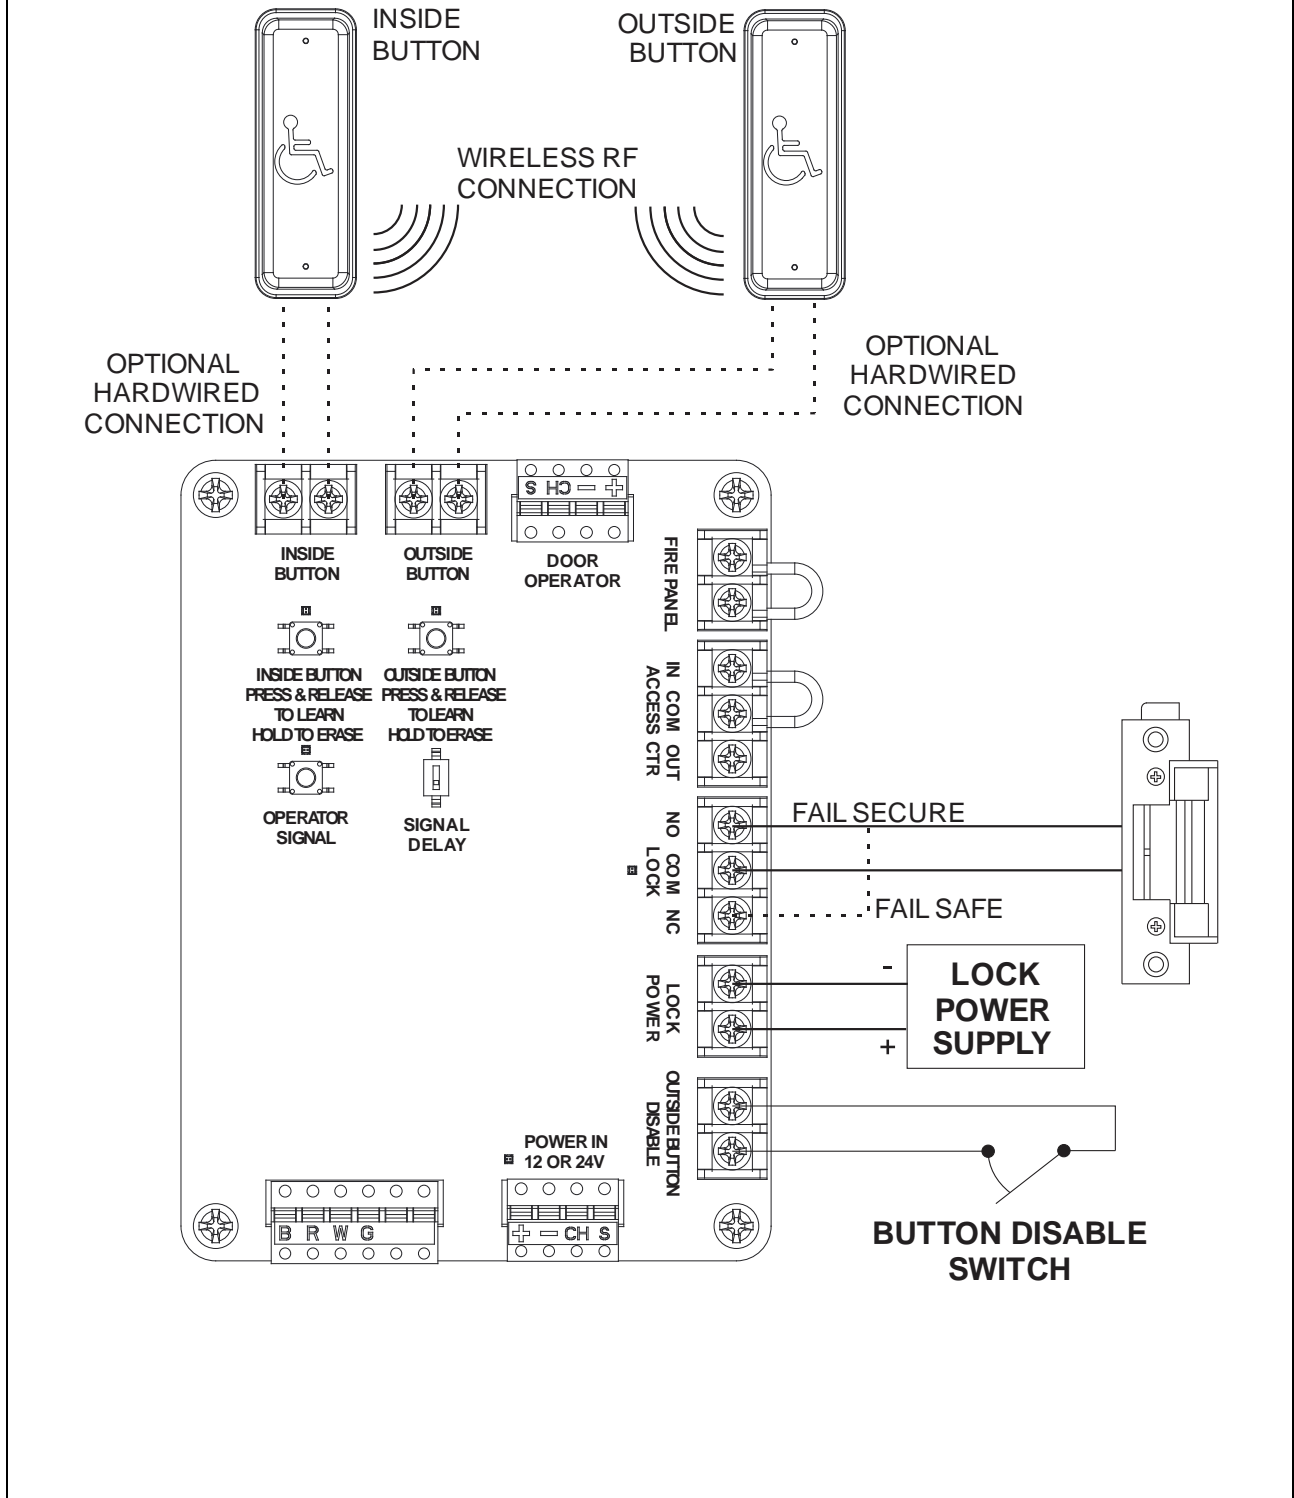 INSIDE
BUTTON
OUTSIDE
BUTTON
WIRELESS RF
CONNECTION
OPTIONAL
HARDWIRED
CONNECTION
OPTIONAL
HARDWIRED
CONNECTION
S CH - +
INSIDE
BUTTON
OUTSIDE
BUTTON
DOOR
OPERATOR
FIRE PANEL
INSIDE BUTTON
PRESS & RELEASE
TO LEARN
HOLD TO ERASE
OUTSIDE BUTTON
PRESS & RELEASE
TO LEARN
HOLD TO ERASE
IN COM OUT
ACCESS CTR
OPERATOR
SIGNAL
SIGNAL
DELAY
NO COM NC
LOCK
FAIL SECURE
FAIL SAFE
LOCK
POWER
-
+
LOCK
POWER
SUPPLY
OUTSIDE BUTTON
DISABLE
POWER IN
12 OR 24V
B R W G
+ - CH S
BUTTON DISABLE
SWITCH